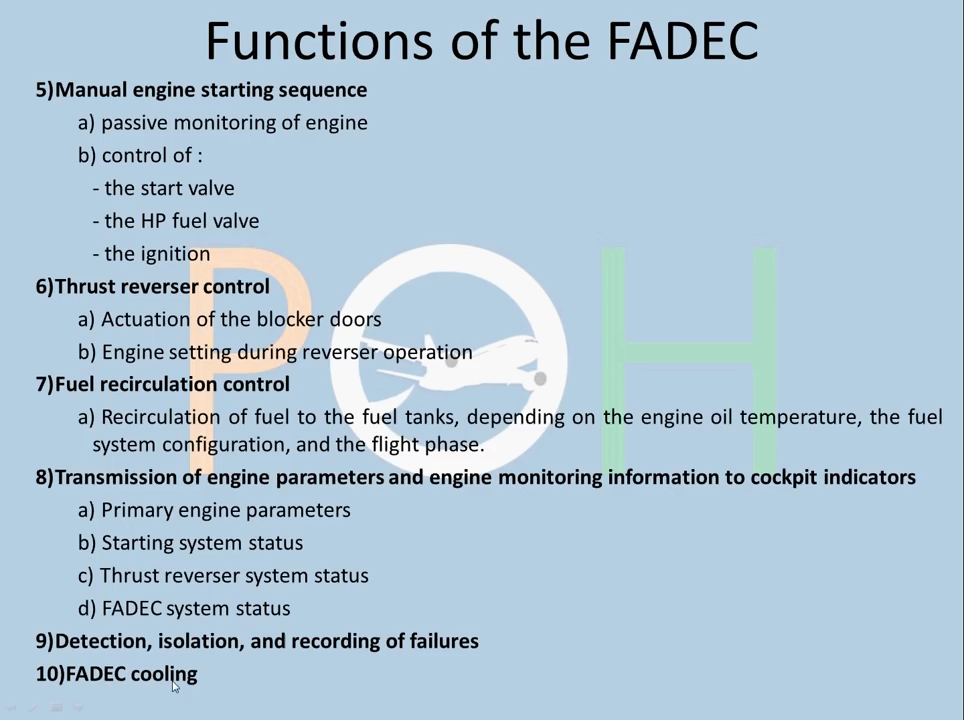 Functions of the FADEC
5)Manual engine starting sequence
a) passive monitoring of engine
b) control of :
- the start valve
- the HP fuel valve
- the ignition
6)Thrust reverser control
a) Actuation of the blocker doors
b) Engine setting during reverser operation
7)Fuel recirculation control
a) Recirculation of fuel to the fuel tanks, depending on the engine oil temperature, the fuel
system configuration, and the flight phase.
8)Transmission of engine parameters and engine monitoring information to cockpit indicators
a) Primary engine parameters
b) Starting system status
c) Thrust reverser system status
d) FADEC system status
9)Detection, isolation, and recording of failures
10)FADEC cooling
POH